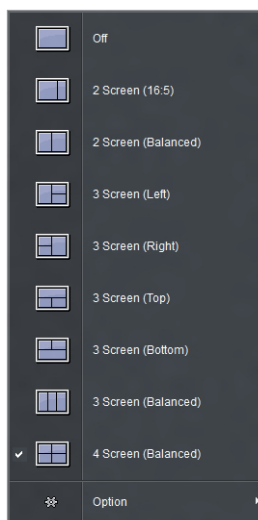 Off
2 Screen (16:5)
2 Screen (Balanced)
3 Screen (Left)
3 Screen (Right)
3 Screen (Top)
3 Screen (Bottom)
3 Screen (Balanced)
4 Screen (Balanced)
Option